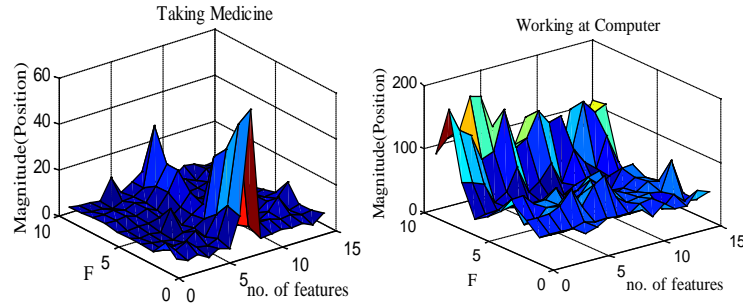 Taking Medicine
Magnitude(Position)
60
40
20
0
10
5
0
F
0
5
10
15
no. of features
Working at Computer
Magnitude(Position)
200
100
0
10
5
0
F
0
5
10
15
no. of features